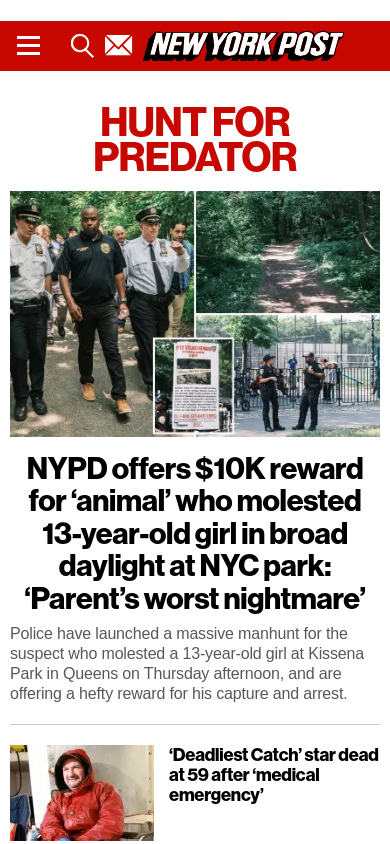 NEW YORK POST
HUNT FOR
PREDATOR
NYPD offers $10K reward
for ‘animal’ who molested
13-year-old girl in broad
daylight at NYC park:
‘Parent’s worst nightmare’
Police have launched a massive manhunt for the
suspect who molested a 13-year-old girl at Kissena
Park in Queens on Thursday afternoon, and are
offering a hefty reward for his capture and arrest.
‘Deadliest Catch’ star dead
at 59 after ‘medical
emergency’